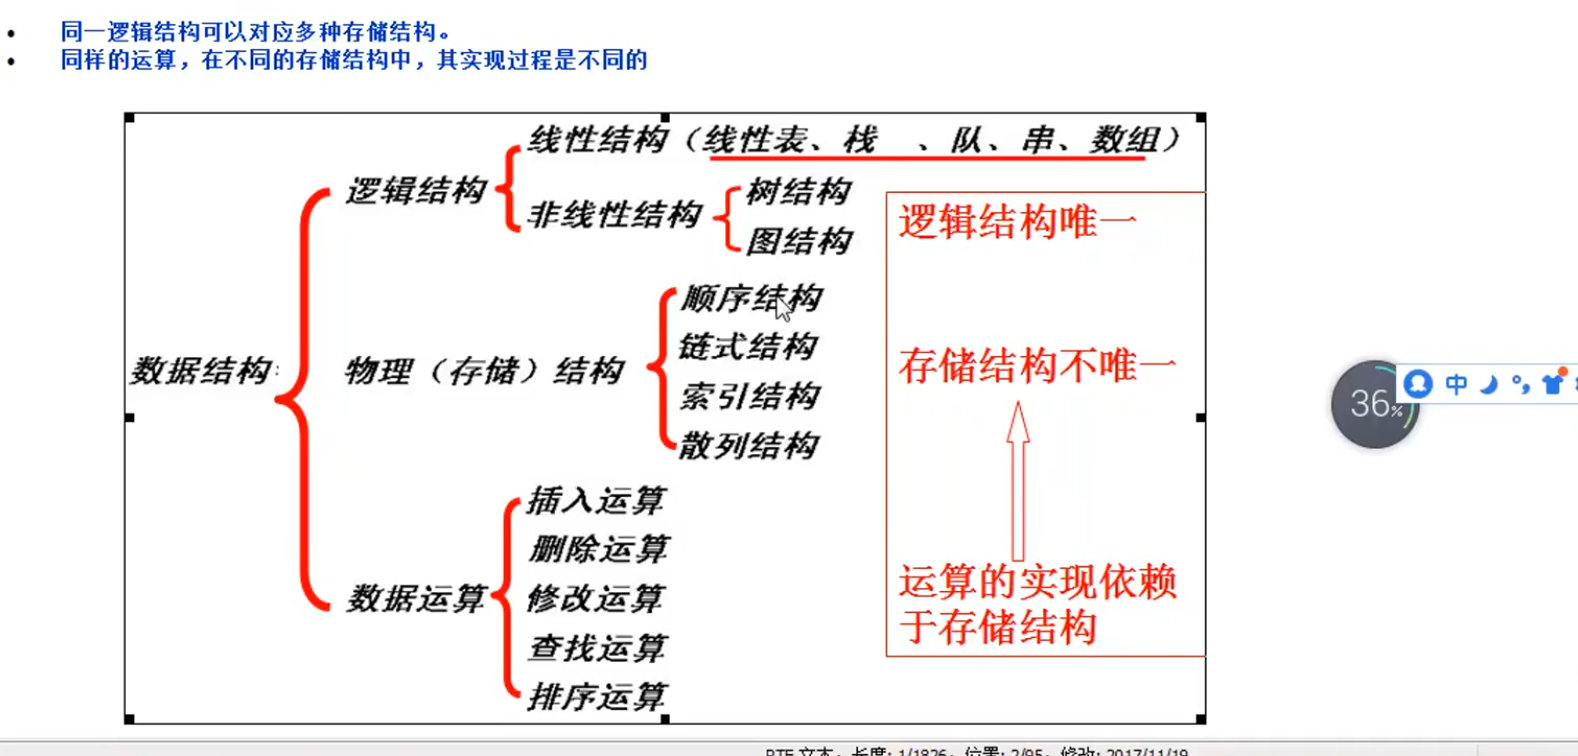 同一逻辑结构可以对应多种存储结构。
同样的运算，在不同的存储结构中，其实现过程是不同的
线性结构（线性表、栈 、队、串、数组）
逻辑结构
非线性结构
树结构
图结构
逻辑结构唯一
顺序结构
链式结构
存储结构不唯一
数据结构:
物理（存储）结构
索引结构
散列结构
插入运算
删除运算
数据运算
修改运算
查找运算
排序运算
运算的实现依赖
于存储结构
36%
中
RTF 文本，长度: 1/1826，位置: 2/95，修改: 2017/11/19